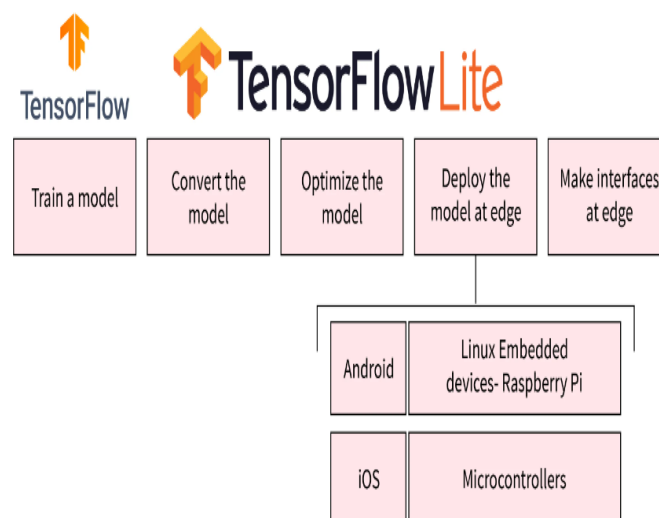 TensorFlow
TensorFlow Lite
Train a model
Convert the
model
Optimize the
model
Deploy the
model at edge
Make interfaces
at edge
Android
Linux Embedded
devices- Raspberry Pi
iOS
Microcontrollers